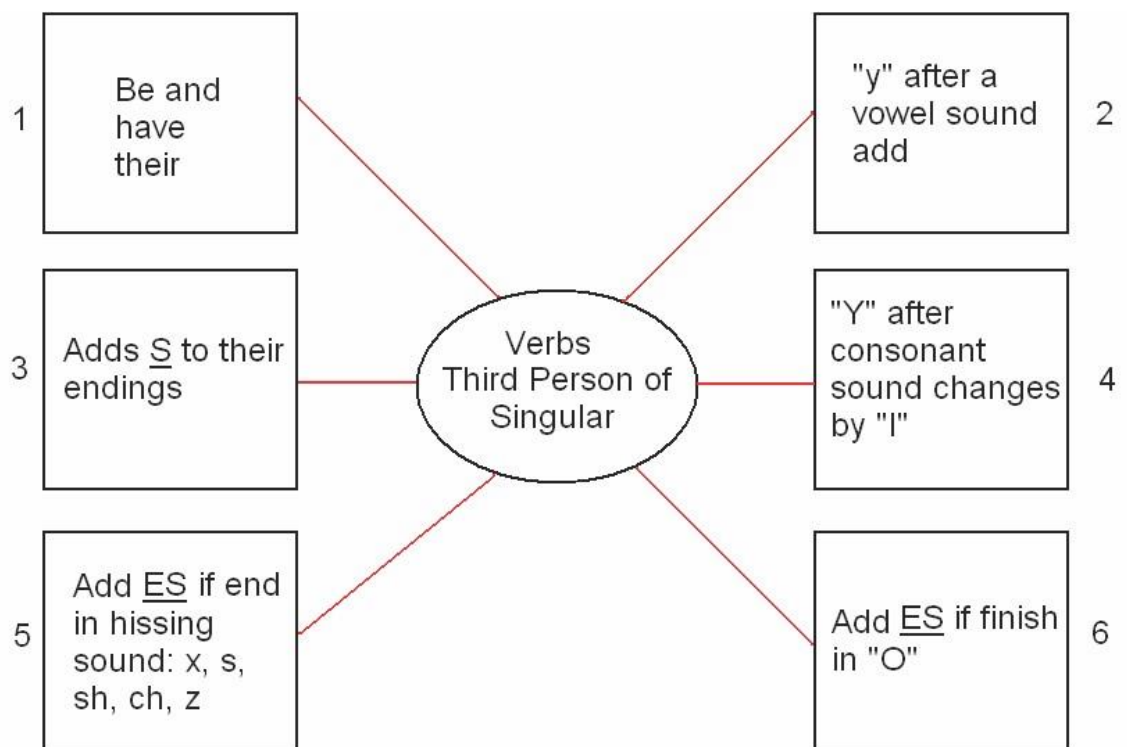 1
Be and
have
their
"y" after a
vowel sound
add
2
3
Adds S to their
endings
Verbs
Third Person of
Singular
"Y" after
consonant
sound changes
by "I"
4
5
Add ES if end
in hissing
sound: x, s,
sh, ch, z
Add ES if finish
in "O"
6